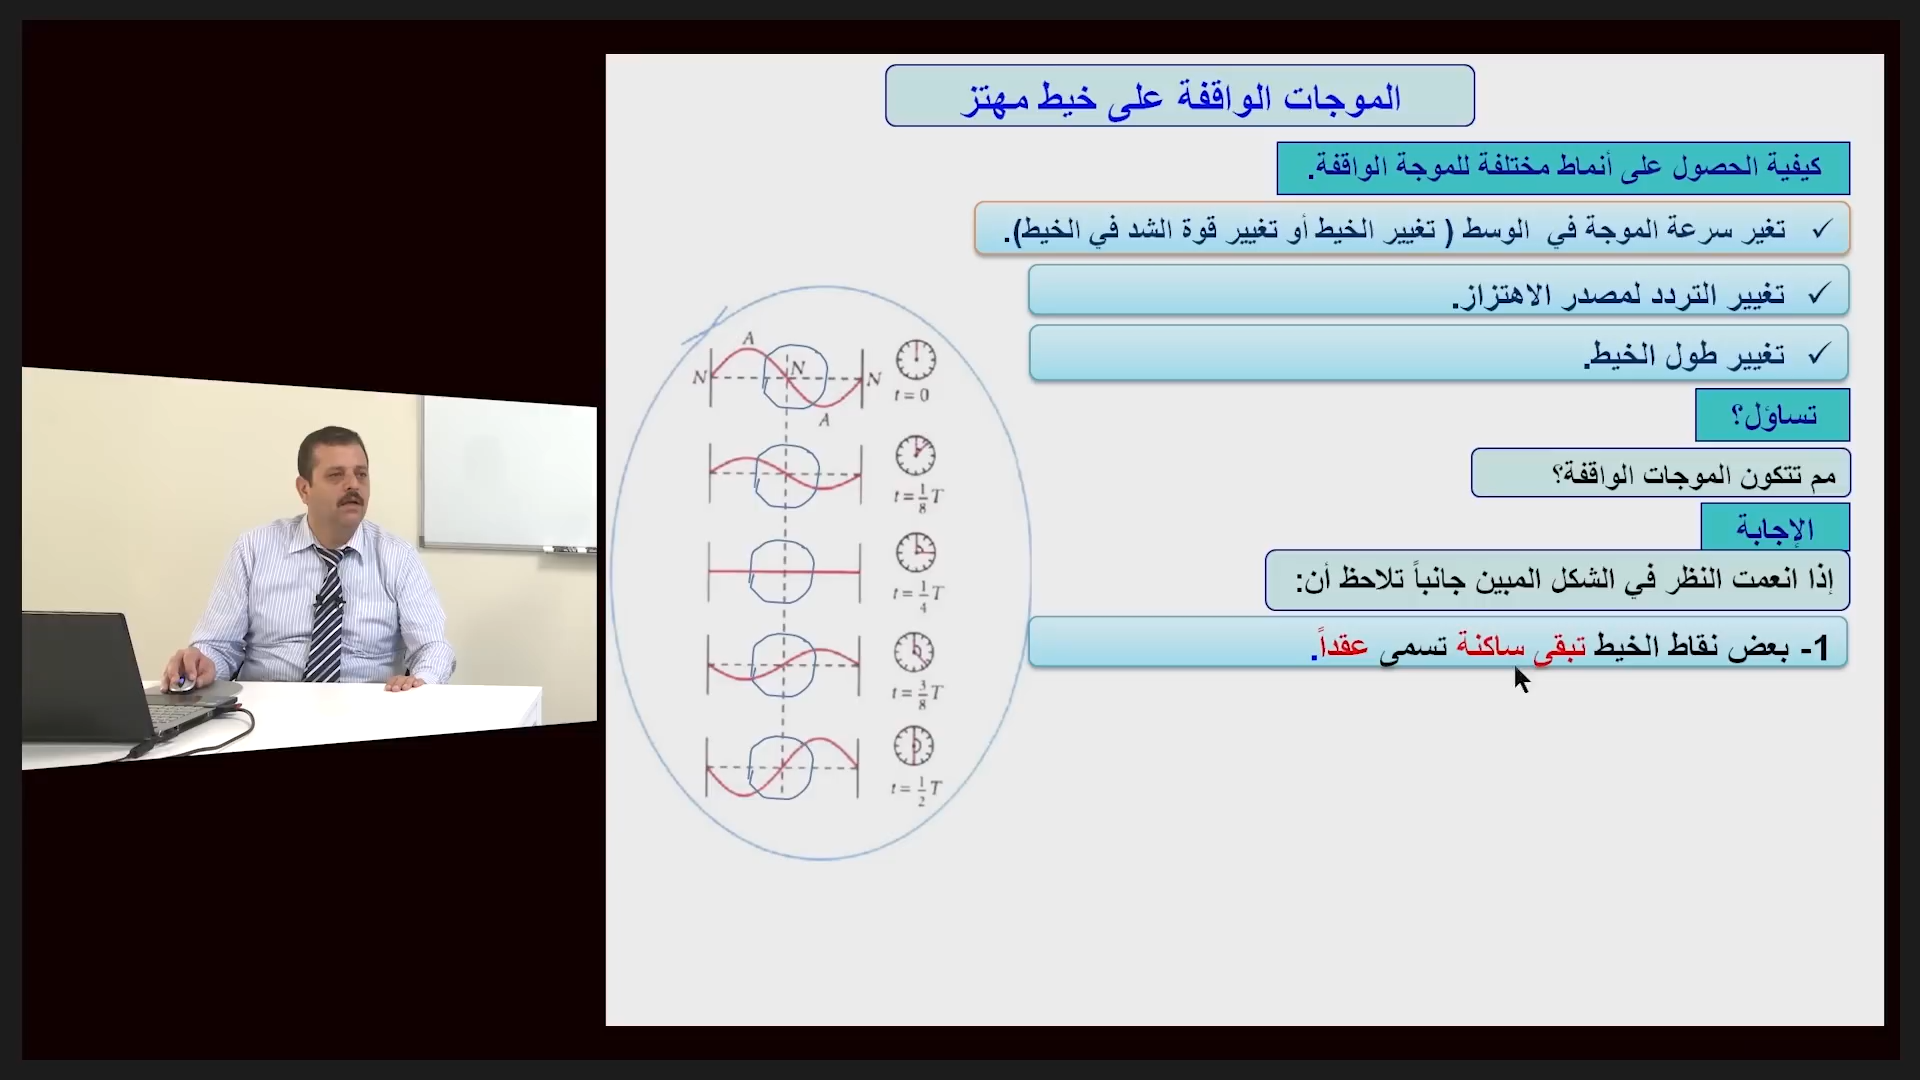 الموجات الواقفة على خيط مهتز
كيفية الحصول على أنماط مختلفة للموجة الواقفة.
✓ تغير سرعة الموجة في الوسط ( تغيير الخيط أو تغيير قوة الشد في الخيط).
✓ تغيير التردد لمصدر الاهتزاز.
✓ تغيير طول الخيط.
تساؤل؟
مم تتكون الموجات الواقفة؟
الإجابة
إذا انعمت النظر في الشكل المبين جانباً تلاحظ أن:
1- بعض نقاط الخيط تبقى ساكنة تسمى عقداً.
A
N N N
A
t = 0
t = 1/8 T
t = 1/4 T
t = 3/8 T
t = 1/2 T